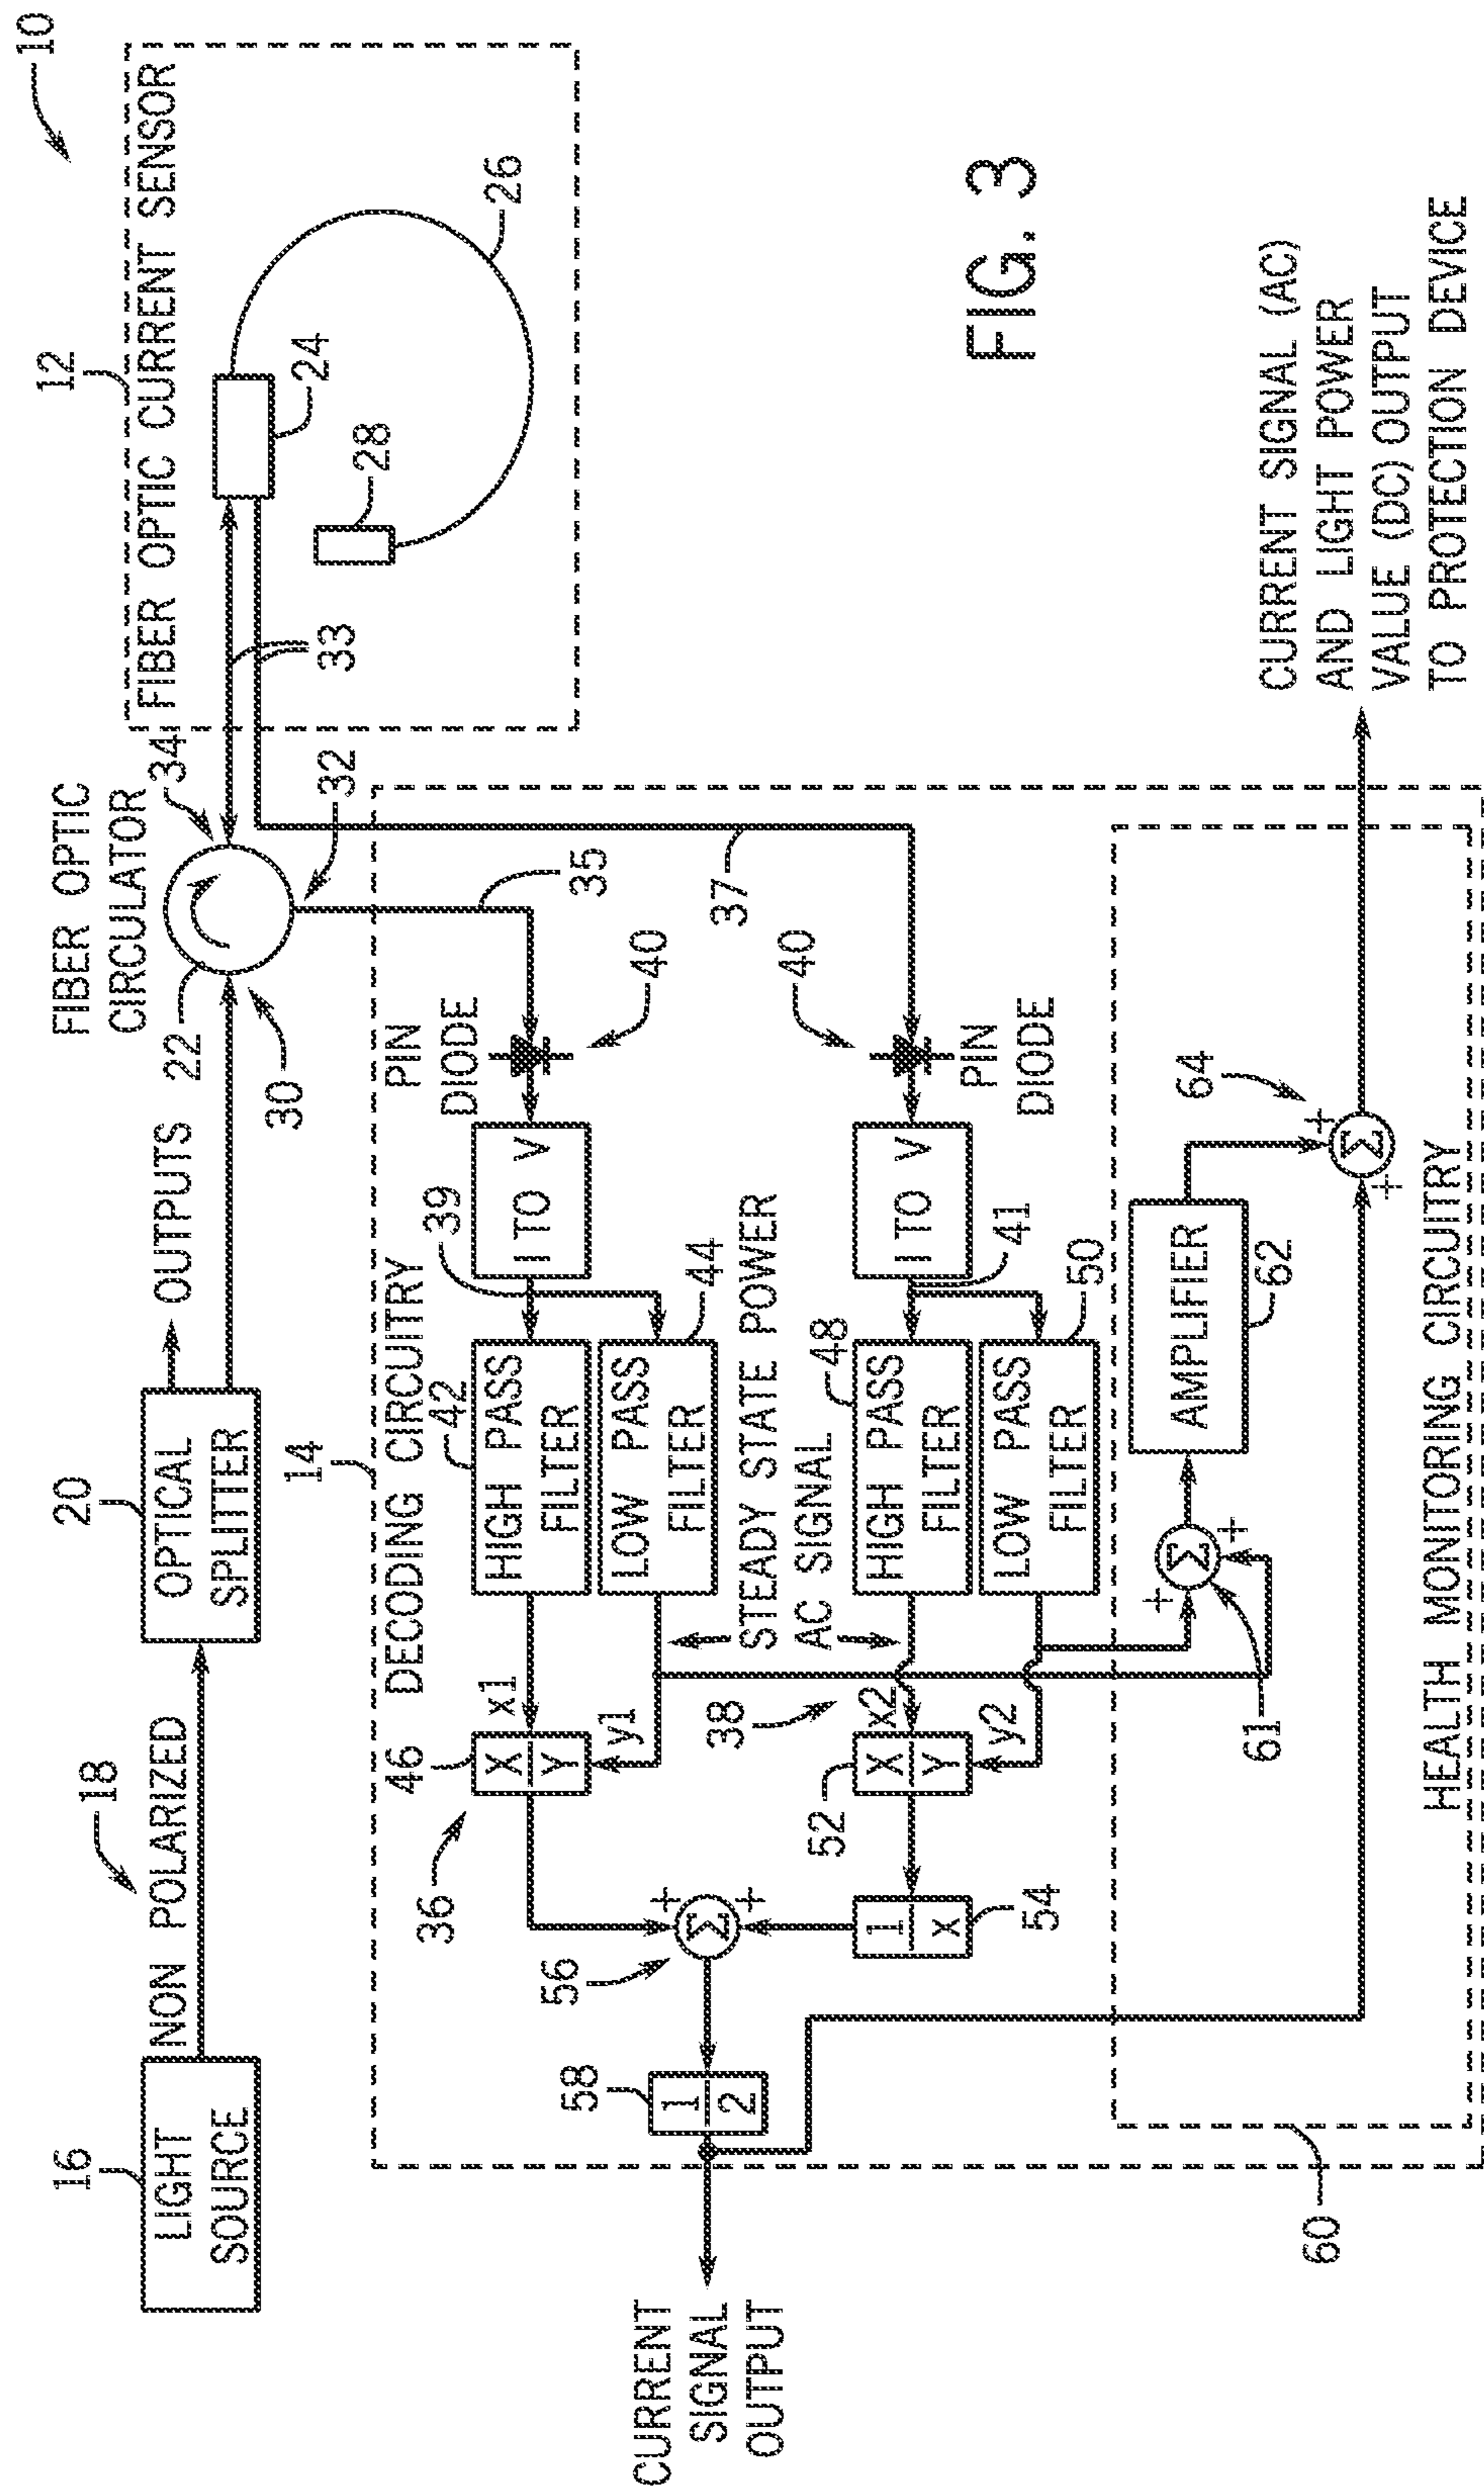 10
12
FIBER OPTIC CURRENT SENSOR
24
26
28
33
FIBER OPTIC
CIRCULATOR
34
32
22
30
OUTPUTS
20
OPTICAL
SPLITTER
18
NON POLARIZED
16
LIGHT
SOURCE
14
DECODING CIRCUITRY
35
37
PIN
DIODE
40
I TO V
39
42
HIGH PASS
FILTER
44
LOW PASS
FILTER
x1
y1
46
X
Y
36
STEADY STATE POWER
AC SIGNAL
40
PIN
DIODE
I TO V
41
48
HIGH PASS
FILTER
50
LOW PASS
FILTER
38
x2
y2
52
X
Y
54
1
x
56
+
Σ
+
58
1
2
CURRENT
SIGNAL
OUTPUT
60
61
+
Σ
+
AMPLIFIER
62
64
+
Σ
+
HEALTH MONITORING CIRCUITRY
CURRENT SIGNAL (AC)
AND LIGHT POWER
VALUE (DC) OUTPUT
TO PROTECTION DEVICE
FIG. 3